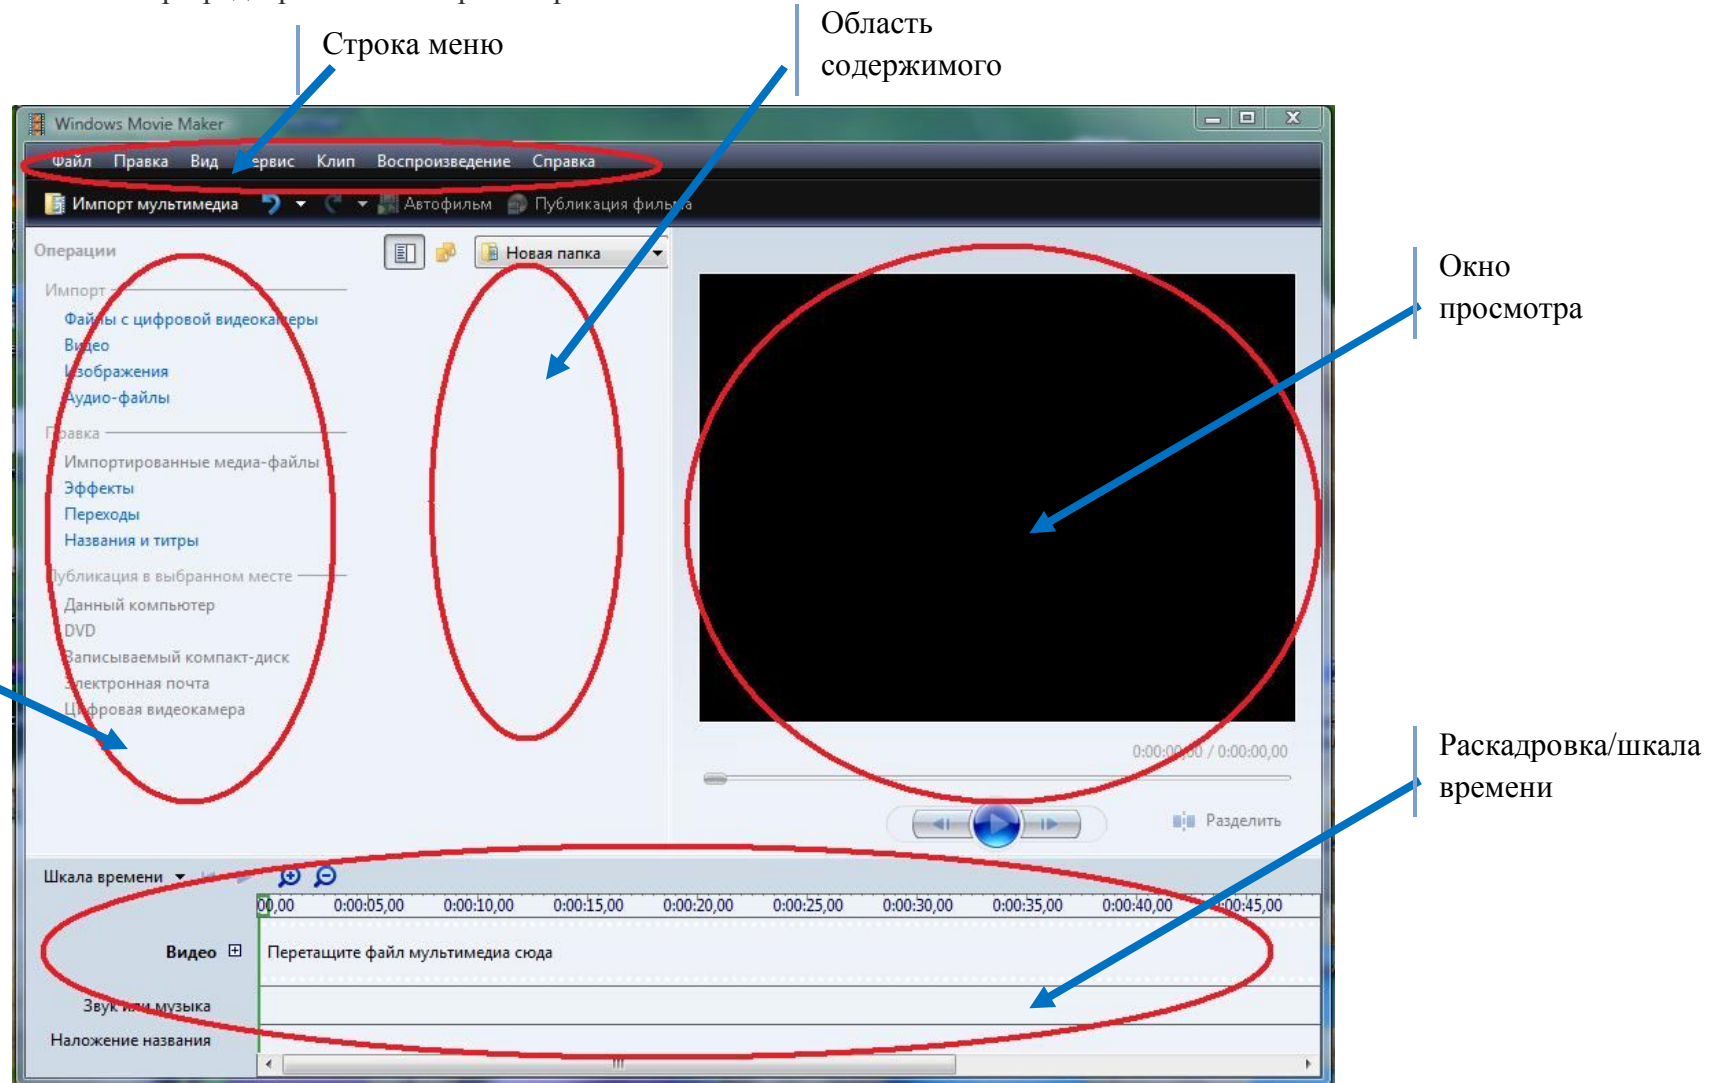 Строка меню
Область
содержимого
Windows Movie Maker
Файл Правка Вид Сервис Клип Воспроизведение Справка
Импорт мультимедиа Автофильм Публикация фильма
Операции
Новая папка
Импорт
Файлы с цифровой видеокамеры
Видео
Изображения
Аудио-файлы
Правка
Импортированные медиа-файлы
Эффекты
Переходы
Названия и титры
Публикация в выбранном месте
Данный компьютер
DVD
Записываемый компакт-диск
Электронная почта
Цифровая видеокамера
Окно
просмотра
0:00:00,00 / 0:00:00,00
Разделить
Раскадровка/шкала
времени
Шкала времени
00,00 0:00:05,00 0:00:10,00 0:00:15,00 0:00:20,00 0:00:25,00 0:00:30,00 0:00:35,00 0:00:40,00 0:00:45,00
Видео Перетащите файл мультимедиа сюда
Звук или музыка
Наложение названия